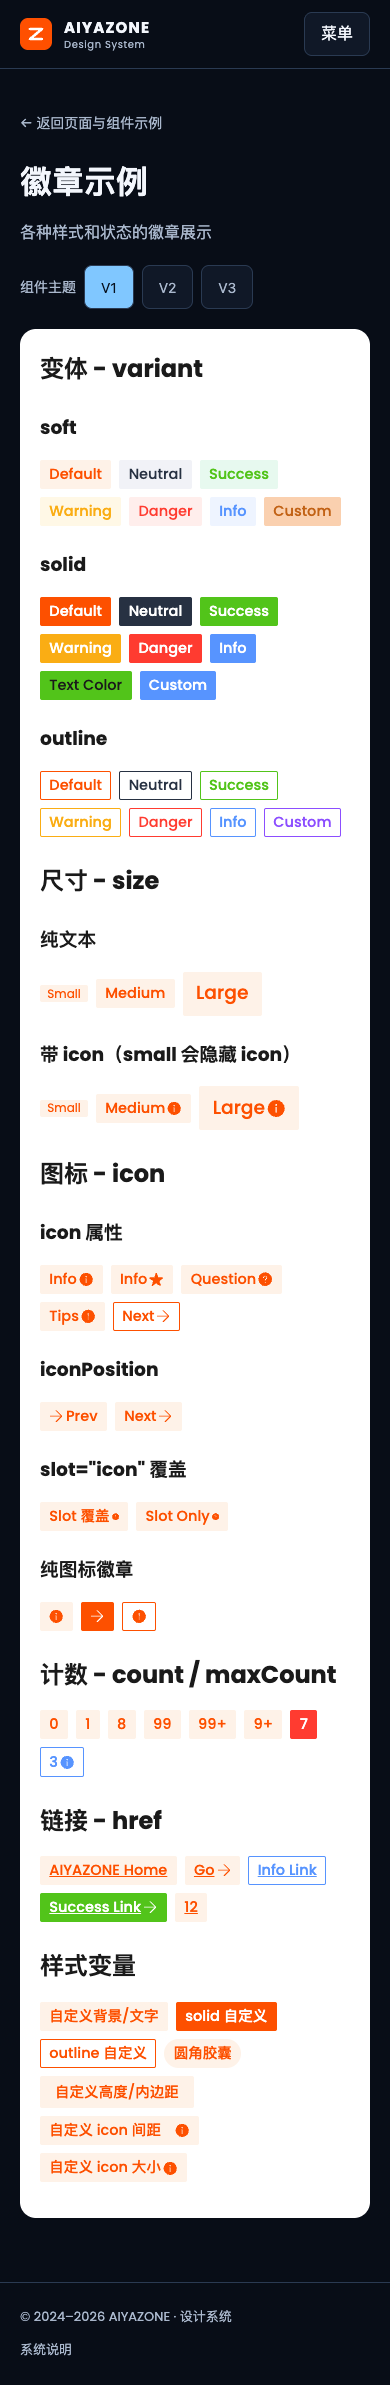 AIYAZONE
Design System
菜单
← 返回页面与组件示例
徽章示例
各种样式和状态的徽章展示
组件主题 V1 V2 V3
变体 - variant
soft
Default Neutral Success
Warning Danger Info Custom
solid
Default Neutral Success
Warning Danger Info
Text Color Custom
outline
Default Neutral Success
Warning Danger Info Custom
尺寸 - size
纯文本
Small Medium Large
带 icon（small 会隐藏 icon）
Small Medium Large
图标 - icon
icon 属性
Info Info Question
Tips Next
iconPosition
Prev Next
slot="icon" 覆盖
Slot 覆盖 Slot Only
纯图标徽章
计数 - count / maxCount
0 1 8 99 99+ 9+ 7
3
链接 - href
AIYAZONE Home Go Info Link
Success Link 12
样式变量
自定义背景/文字 solid 自定义
outline 自定义 圆角胶囊
自定义高度/内边距
自定义 icon 间距
自定义 icon 大小
© 2024–2026 AIYAZONE · 设计系统
系统说明